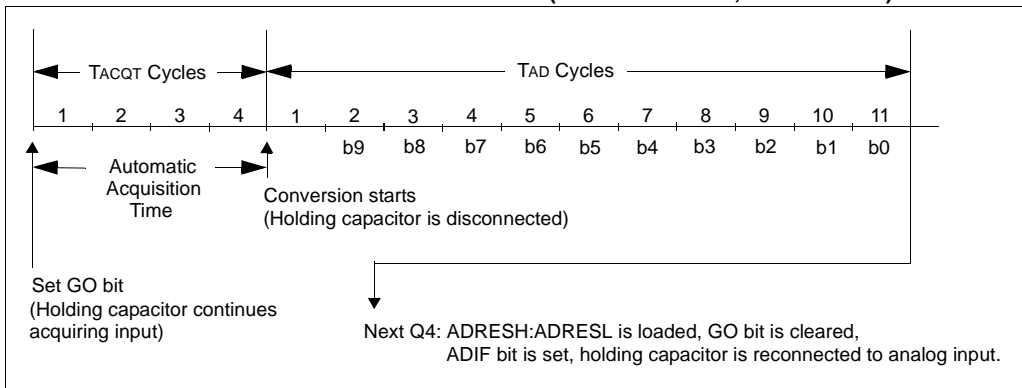 TACQT Cycles
TAD Cycles
1 2 3 4 1 2 3 4 5 6 7 8 9 10 11
b9 b8 b7 b6 b5 b4 b3 b2 b1 b0
Automatic
Acquisition
Time
Conversion starts
(Holding capacitor is disconnected)
Set GO bit
(Holding capacitor continues
acquiring input)
Next Q4: ADRESH:ADRESL is loaded, GO bit is cleared,
ADIF bit is set, holding capacitor is reconnected to analog input.